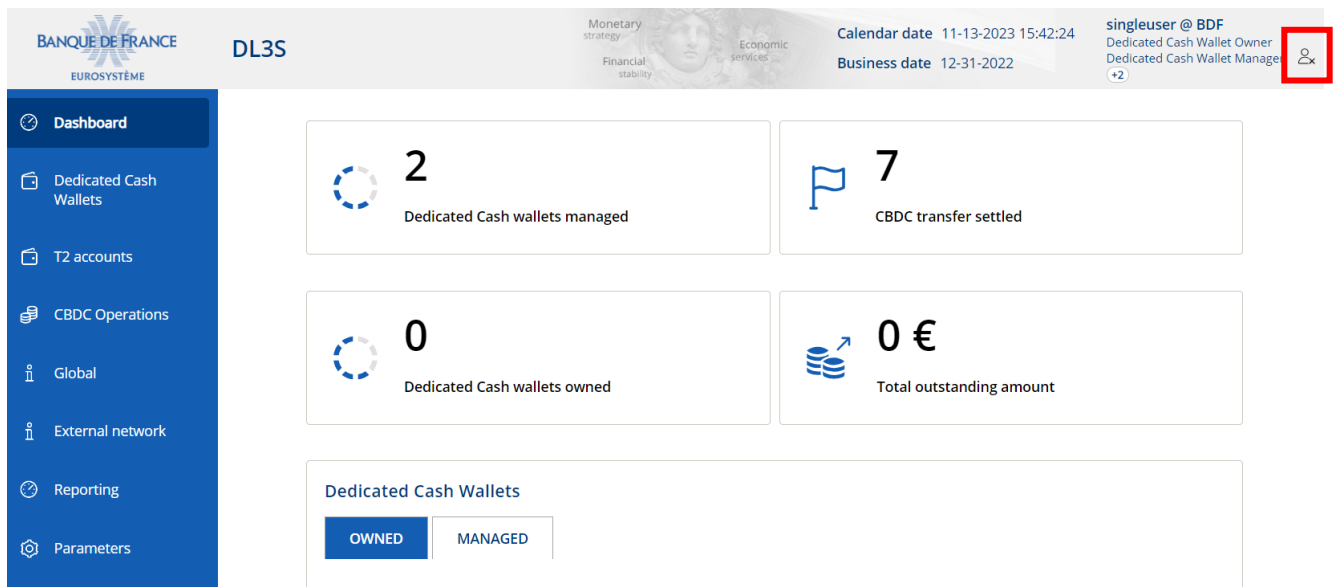 BANQUE DE FRANCE
EUROSYSTÈME
DL3S
Monetary
strategy
Economic
services
Financial
stability
Calendar date 11-13-2023 15:42:24
Business date 12-31-2022
singleuser @ BDF
Dedicated Cash Wallet Owner
Dedicated Cash Wallet Manage
+2
Dashboard
Dedicated Cash
Wallets
T2 accounts
CBDC Operations
Global
External network
Reporting
Parameters
2
Dedicated Cash wallets managed
7
CBDC transfer settled
0
Dedicated Cash wallets owned
0 €
Total outstanding amount
Dedicated Cash Wallets
OWNED
MANAGED